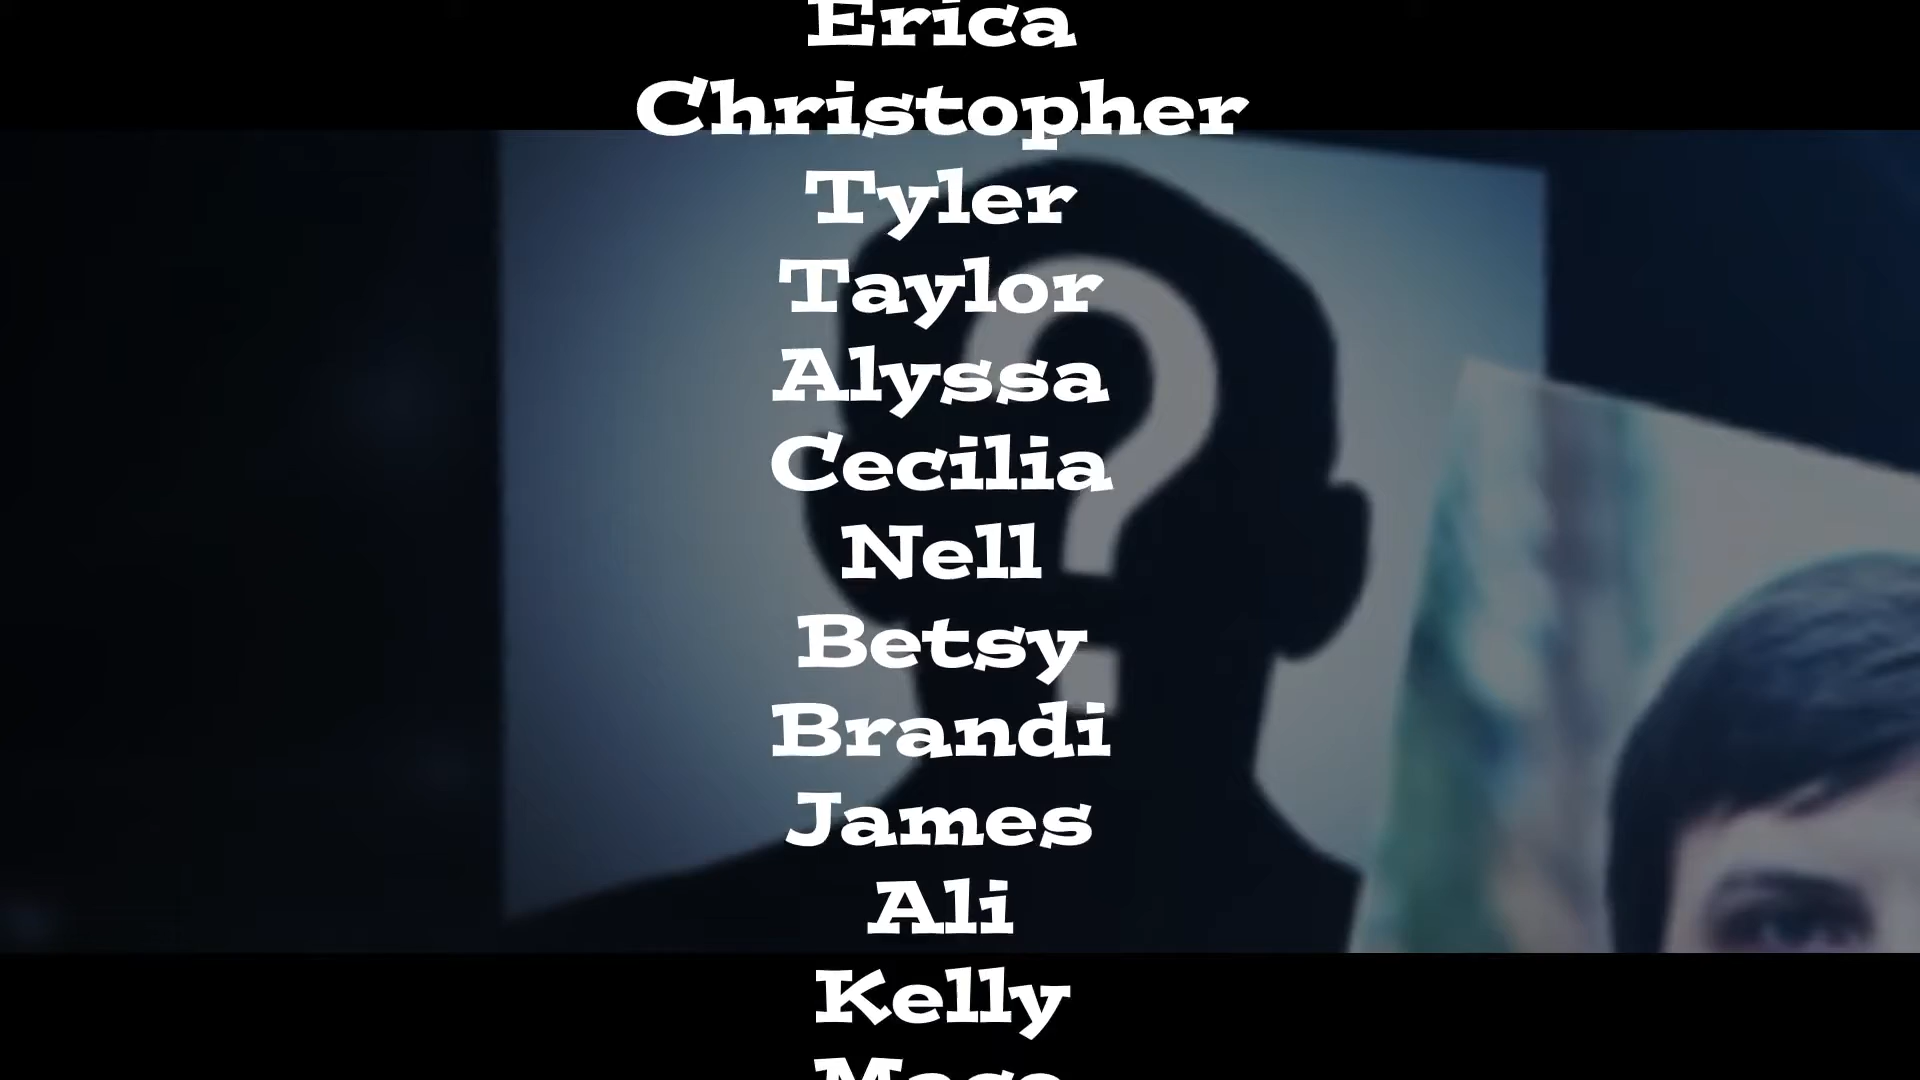 Erica
Christopher
Tyler
Taylor
Alyssa
Cecilia
Nell
Betsy
Brandi
James
Ali
Kelly
?